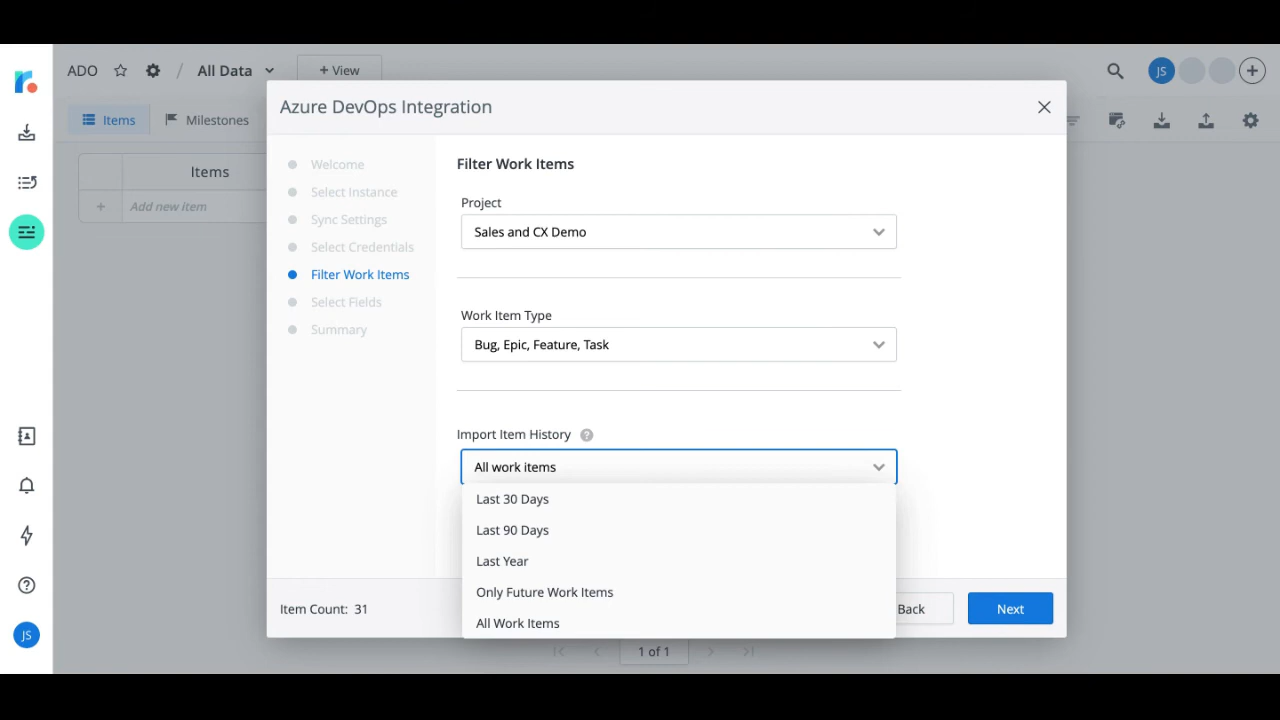 ADO / All Data + View JS +
Items Milestones
Items
+ Add new item
Azure DevOps Integration
Welcome
Select Instance
Sync Settings
Select Credentials
Filter Work Items
Select Fields
Summary
Filter Work Items
Project
Sales and CX Demo
Work Item Type
Bug, Epic, Feature, Task
Import Item History ?
All work items
Last 30 Days
Last 90 Days
Last Year
Only Future Work Items
All Work Items
Item Count: 31
Back Next
1 of 1
JS